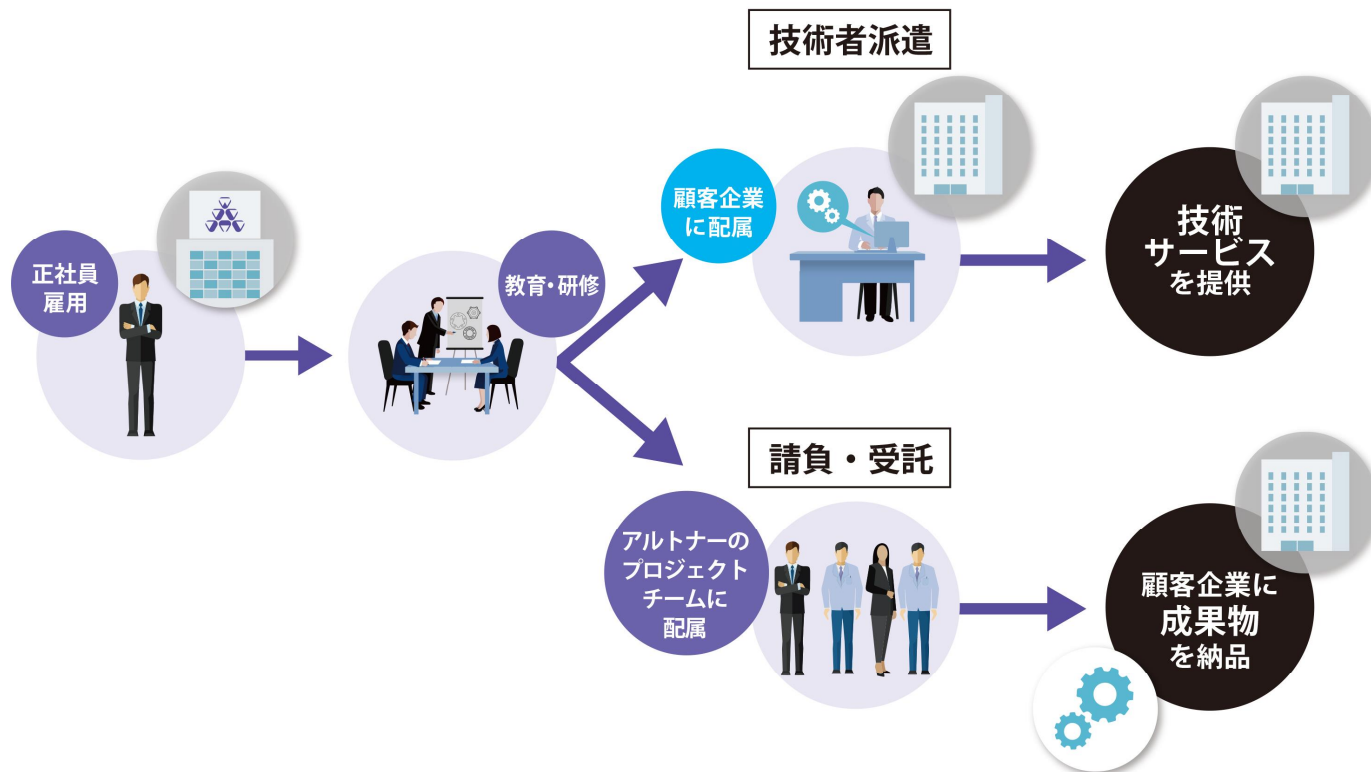 技術者派遣
正社員
雇用
教育・研修
顧客企業
に配属
技術
サービス
を提供
請負・受託
アルトナーの
プロジェクト
チームに
配属
顧客企業に
成果物
を納品